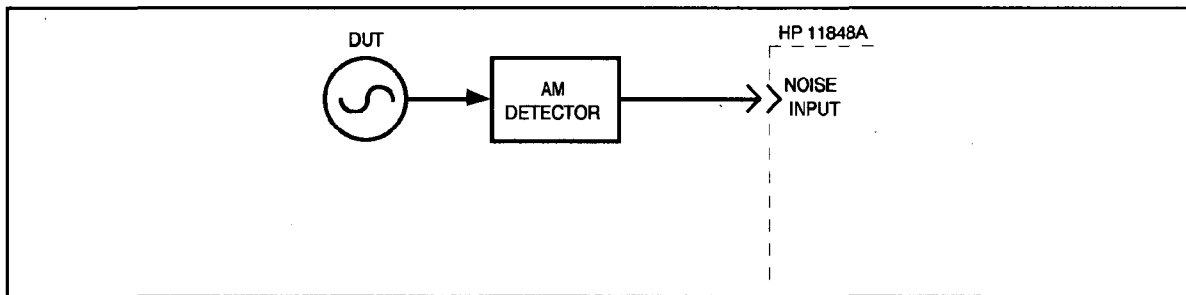 HP 11848A
DUT
AM
DETECTOR
NOISE
INPUT